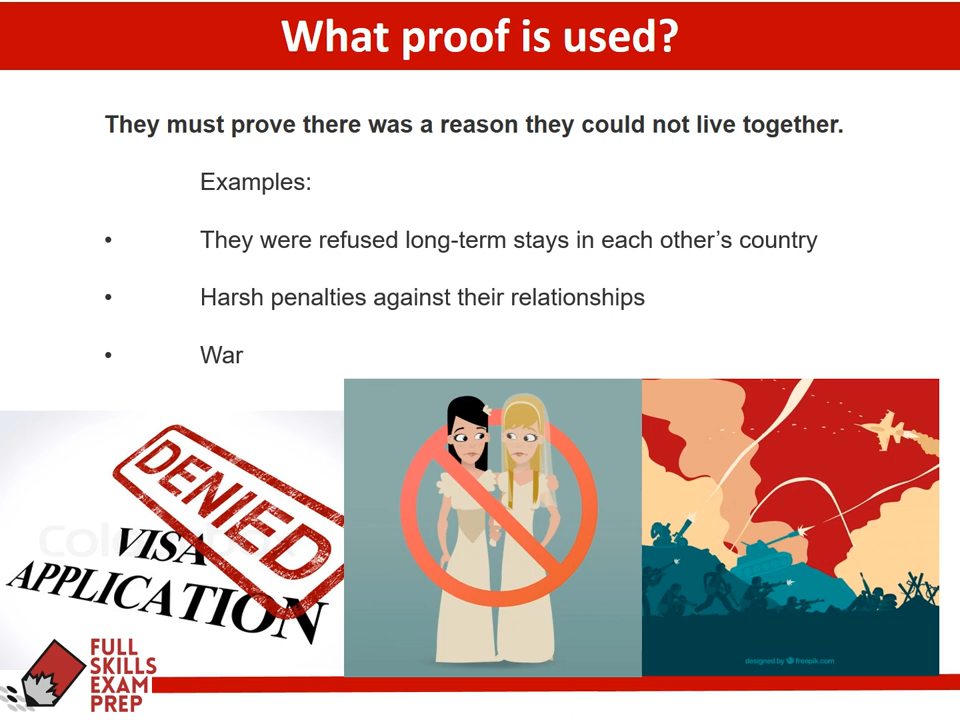 What proof is used?
They must prove there was a reason they could not live together.
Examples:
• They were refused long-term stays in each other’s country
• Harsh penalties against their relationships
• War
DENIED
VISA
APPLICATION
designed by freepik.com
FULL
SKILLS
EXAM
PREP